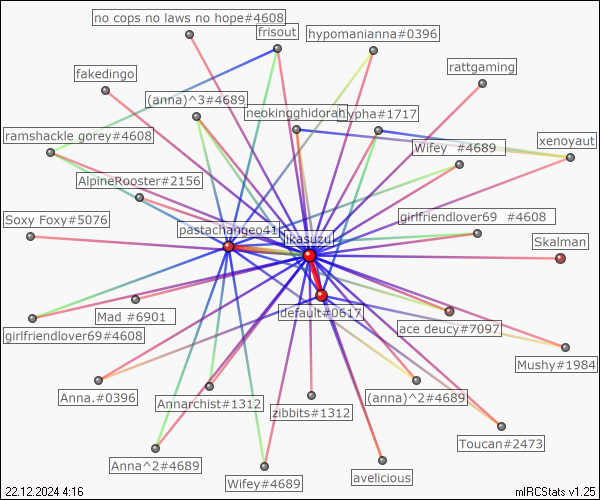 no cops no laws no hope#4608
frisout
hypomanianna#0396
fakedingo
rattgaming
(anna)^3#4689
neokingghidorah
hypha#1717
ramshackle gorey#4608
Wifey_ #4689
xenoyaut
AlpineRooster#2156
Soxy Foxy#5076
pastachangeo41
girlfriendlover69_ #4608
ikasuzu
Skalman
Mad #6901
default#0617
girlfriendlover69#4608
ace deucy#7097
Mushy#1984
Anna.#0396
Annarchist#1312
zibbits#1312
(anna)^2#4689
Toucan#2473
Anna^2#4689
Wifey#4689
avelicious
22.12.2024 4:16
mIRCStats v1.25